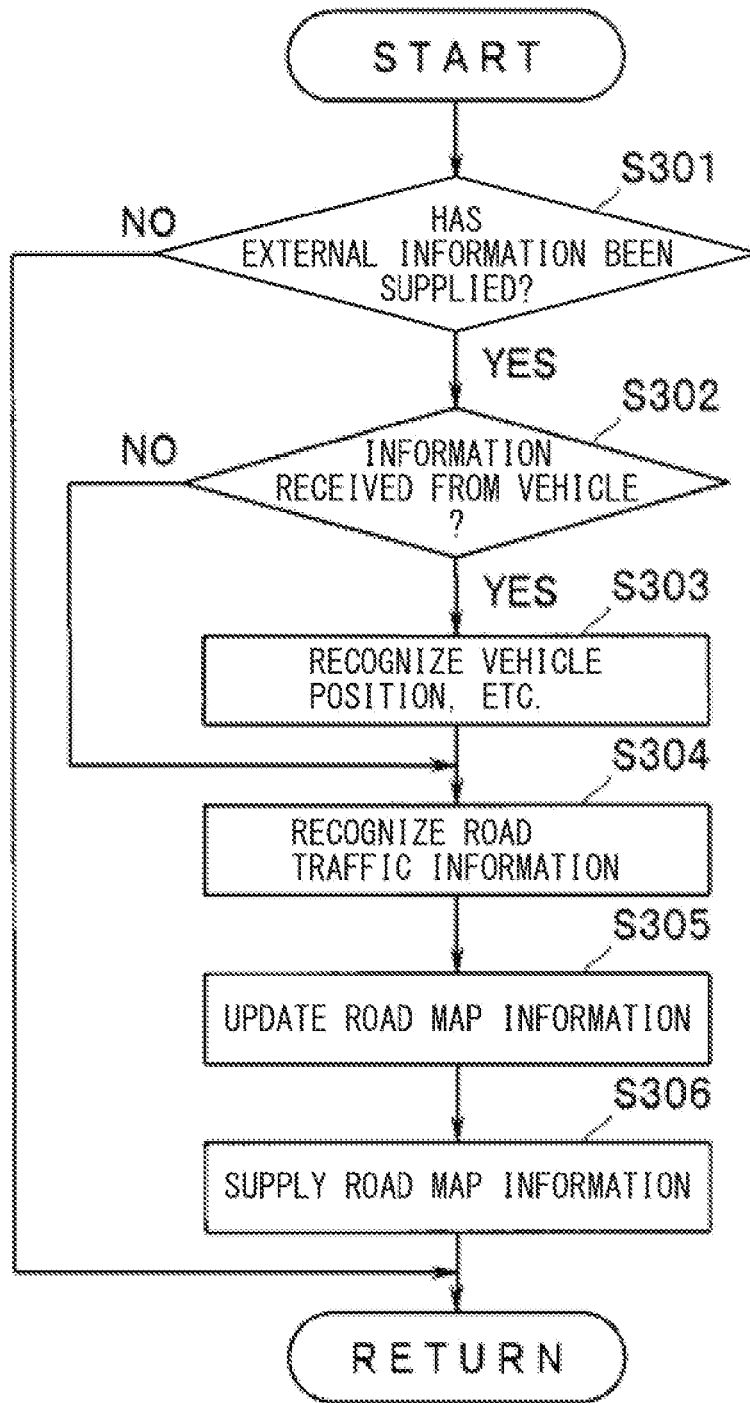 START
S301
NO
HAS
EXTERNAL INFORMATION BEEN
SUPPLIED?
YES
S302
NO
INFORMATION
RECEIVED FROM VEHICLE
?
YES
S303
RECOGNIZE VEHICLE
POSITION, ETC.
S304
RECOGNIZE ROAD
TRAFFIC INFORMATION
S305
UPDATE ROAD MAP INFORMATION
S306
SUPPLY ROAD MAP INFORMATION
RETURN